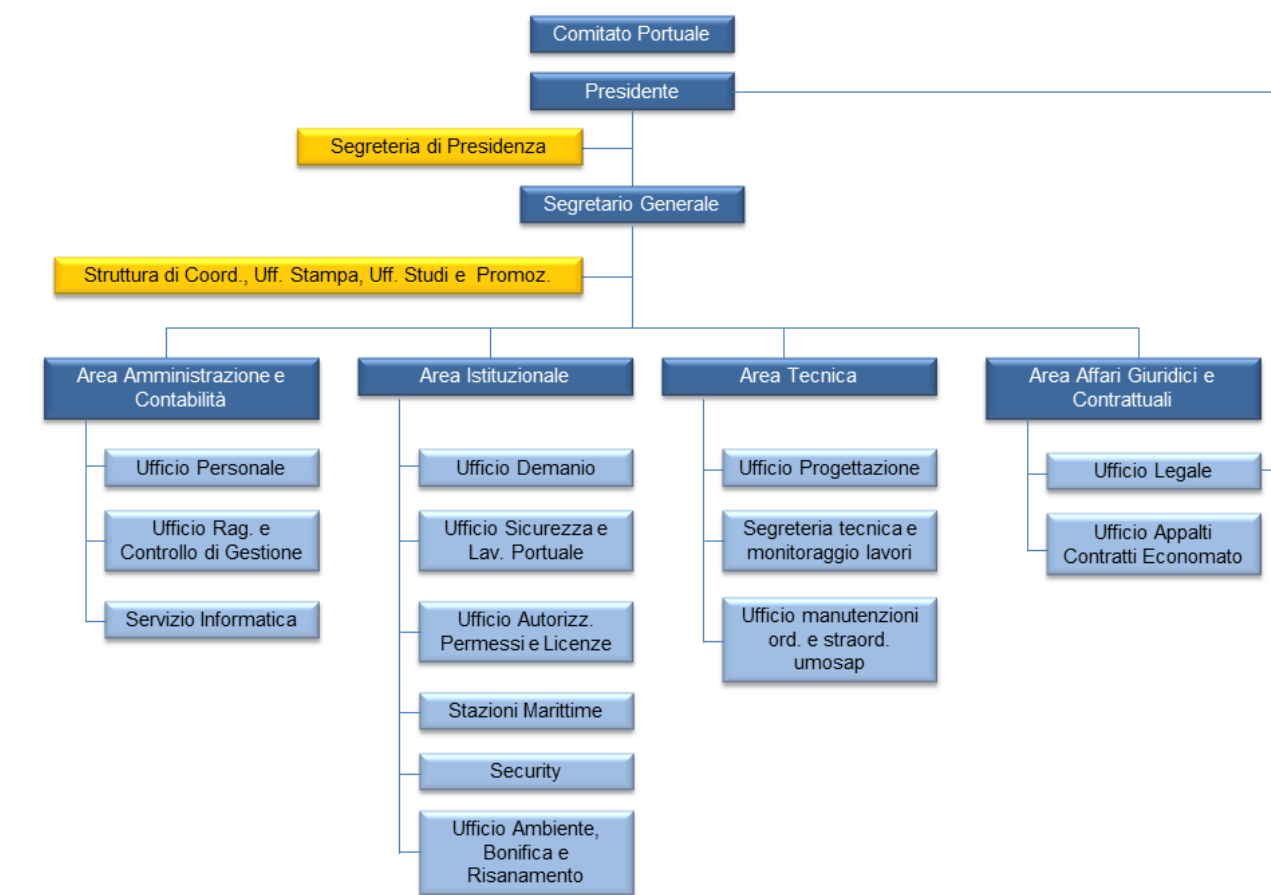 Comitato Portuale
Presidente
Segreteria di Presidenza
Segretario Generale
Struttura di Coord., Uff. Stampa, Uff. Studi e Promoz.
Area Amministrazione e
Contabilità
Area Istituzionale
Area Tecnica
Area Affari Giuridici e
Contrattuali
Ufficio Personale
Ufficio Rag. e
Controllo di Gestione
Servizio Informatica
Ufficio Demanio
Ufficio Sicurezza e
Lav. Portuale
Ufficio Autorizz.
Permessi e Licenze
Stazioni Marittime
Security
Ufficio Ambiente,
Bonifica e
Risanamento
Ufficio Progettazione
Segreteria tecnica e
monitoraggio lavori
Ufficio manutenzioni
ord. e straord.
umosap
Ufficio Legale
Ufficio Appalti
Contratti Economato